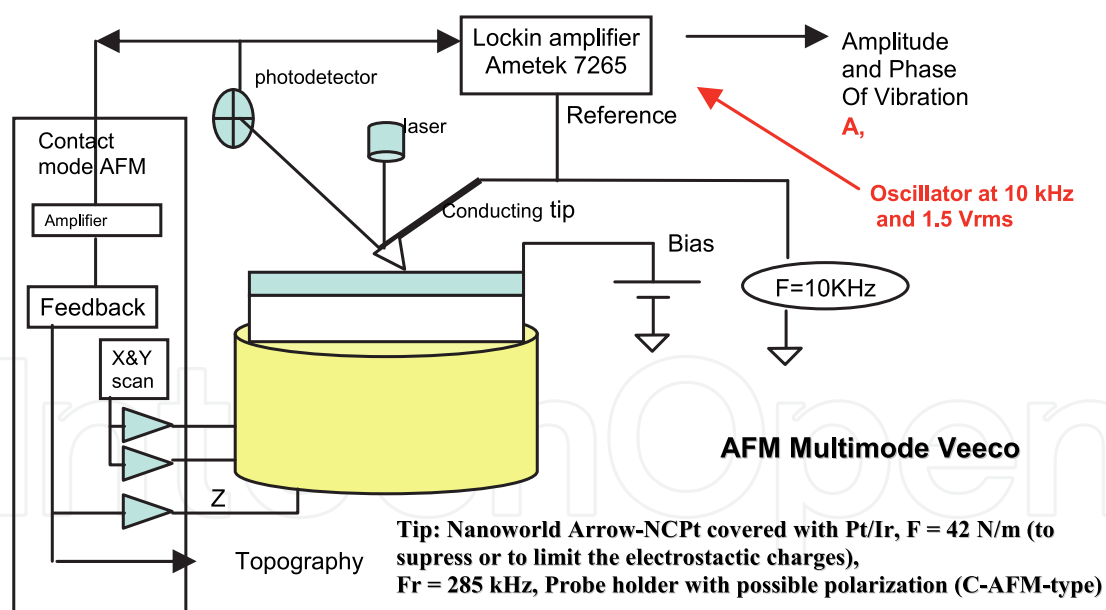 Lockin amplifier
Ametek 7265
Amplitude
and Phase
Of Vibration
A,
photodetector
Reference
laser
Contact
mode AFM
Oscillator at 10 kHz
and 1.5 Vrms
Conducting tip
Amplifier
Bias
F=10KHz
Feedback
X&Y
scan
AFM Multimode Veeco
Z
Topography
Tip: Nanoworld Arrow-NCPt covered with Pt/Ir, F = 42 N/m (to
supress or to limit the electrostactic charges),
Fr = 285 kHz, Probe holder with possible polarization (C-AFM-type)
IntechOpen